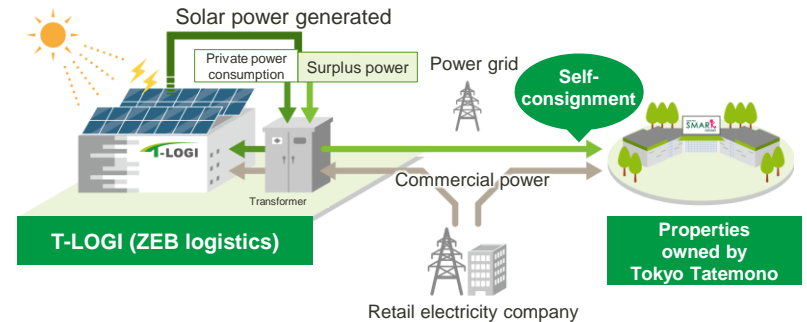 Solar power generated
Private power
consumption
Surplus power
Power grid
Self-
consignment
T-LOGI
SMARK
Transformer
Commercial power
T-LOGI (ZEB logistics)
Properties
owned by
Tokyo Tatemono
Retail electricity company